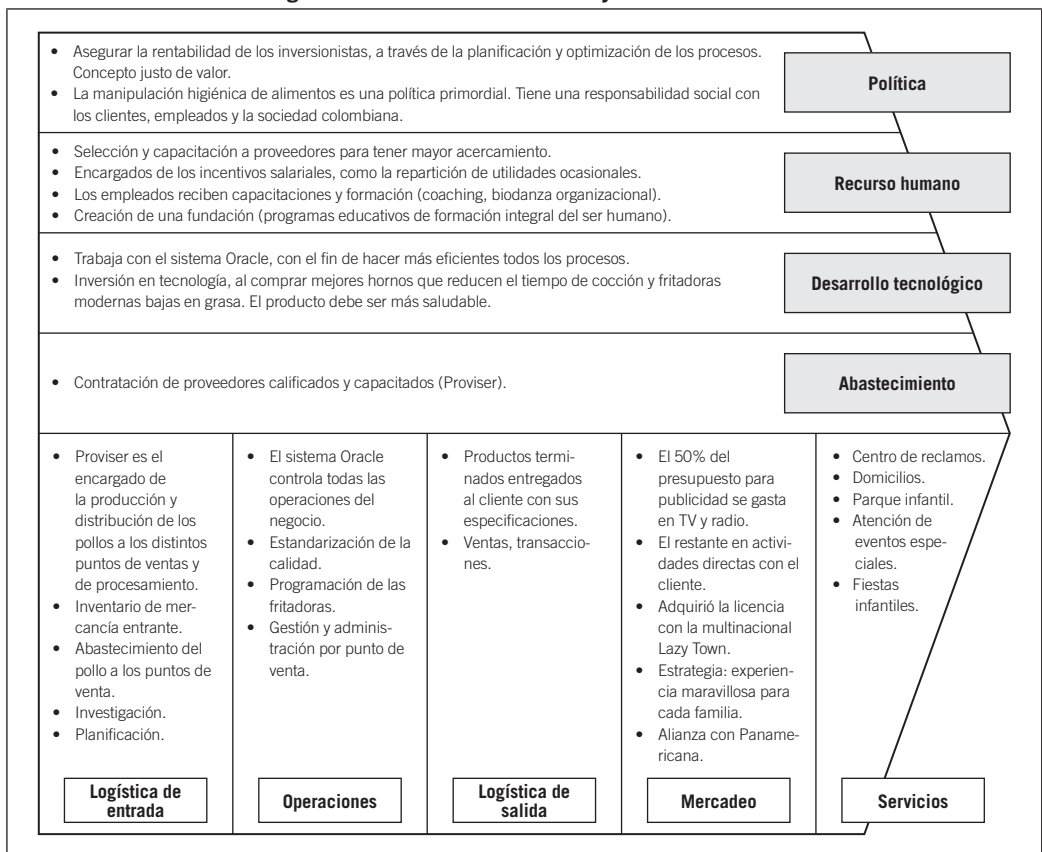 • Asegurar la rentabilidad de los inversionistas, a través de la planificación y optimización de los procesos.
Concepto justo de valor.
• La manipulación higiénica de alimentos es una política primordial. Tiene una responsabilidad social con
los clientes, empleados y la sociedad colombiana.
Política
• Selección y capacitación a proveedores para tener mayor acercamiento.
• Encargados de los incentivos salariales, como la repartición de utilidades ocasionales.
• Los empleados reciben capacitaciones y formación (coaching, biodanza organizacional).
• Creación de una fundación (programas educativos de formación integral del ser humano).
Recurso humano
• Trabaja con el sistema Oracle, con el fin de hacer más eficientes todos los procesos.
• Inversión en tecnología, al comprar mejores hornos que reducen el tiempo de cocción y fritadoras
modernas bajas en grasa. El producto debe ser más saludable.
Desarrollo tecnológico
• Contratación de proveedores calificados y capacitados (Proviser).
Abastecimiento
• Proviser es el
encargado de
la producción y
distribución de los
pollos a los distintos
puntos de ventas y
de procesamiento.
• Inventario de mer-
cancía entrante.
• Abastecimiento del
pollo a los puntos de
venta.
• Investigación.
• Planificación.
Logística de
entrada
• El sistema Oracle
controla todas las
operaciones del
negocio.
• Estandarización de la
calidad.
• Programación de las
fritadoras.
• Gestión y adminis-
tración por punto de
venta.
Operaciones
• Productos termi-
nados entregados
al cliente con sus
especificaciones.
• Ventas, transaccio-
nes.
Logística de
salida
• El 50% del
presupuesto para
publicidad se gasta
en TV y radio.
• El restante en activi-
dades directas con el
cliente.
• Adquirió la licencia
con la multinacional
Lazy Town.
• Estrategia: experien-
cia maravillosa para
cada familia.
• Alianza con Paname-
ricana.
Mercadeo
• Centro de reclamos.
• Domicilios.
• Parque infantil.
• Atención de
eventos espe-
ciales.
• Fiestas
infantiles.
Servicios